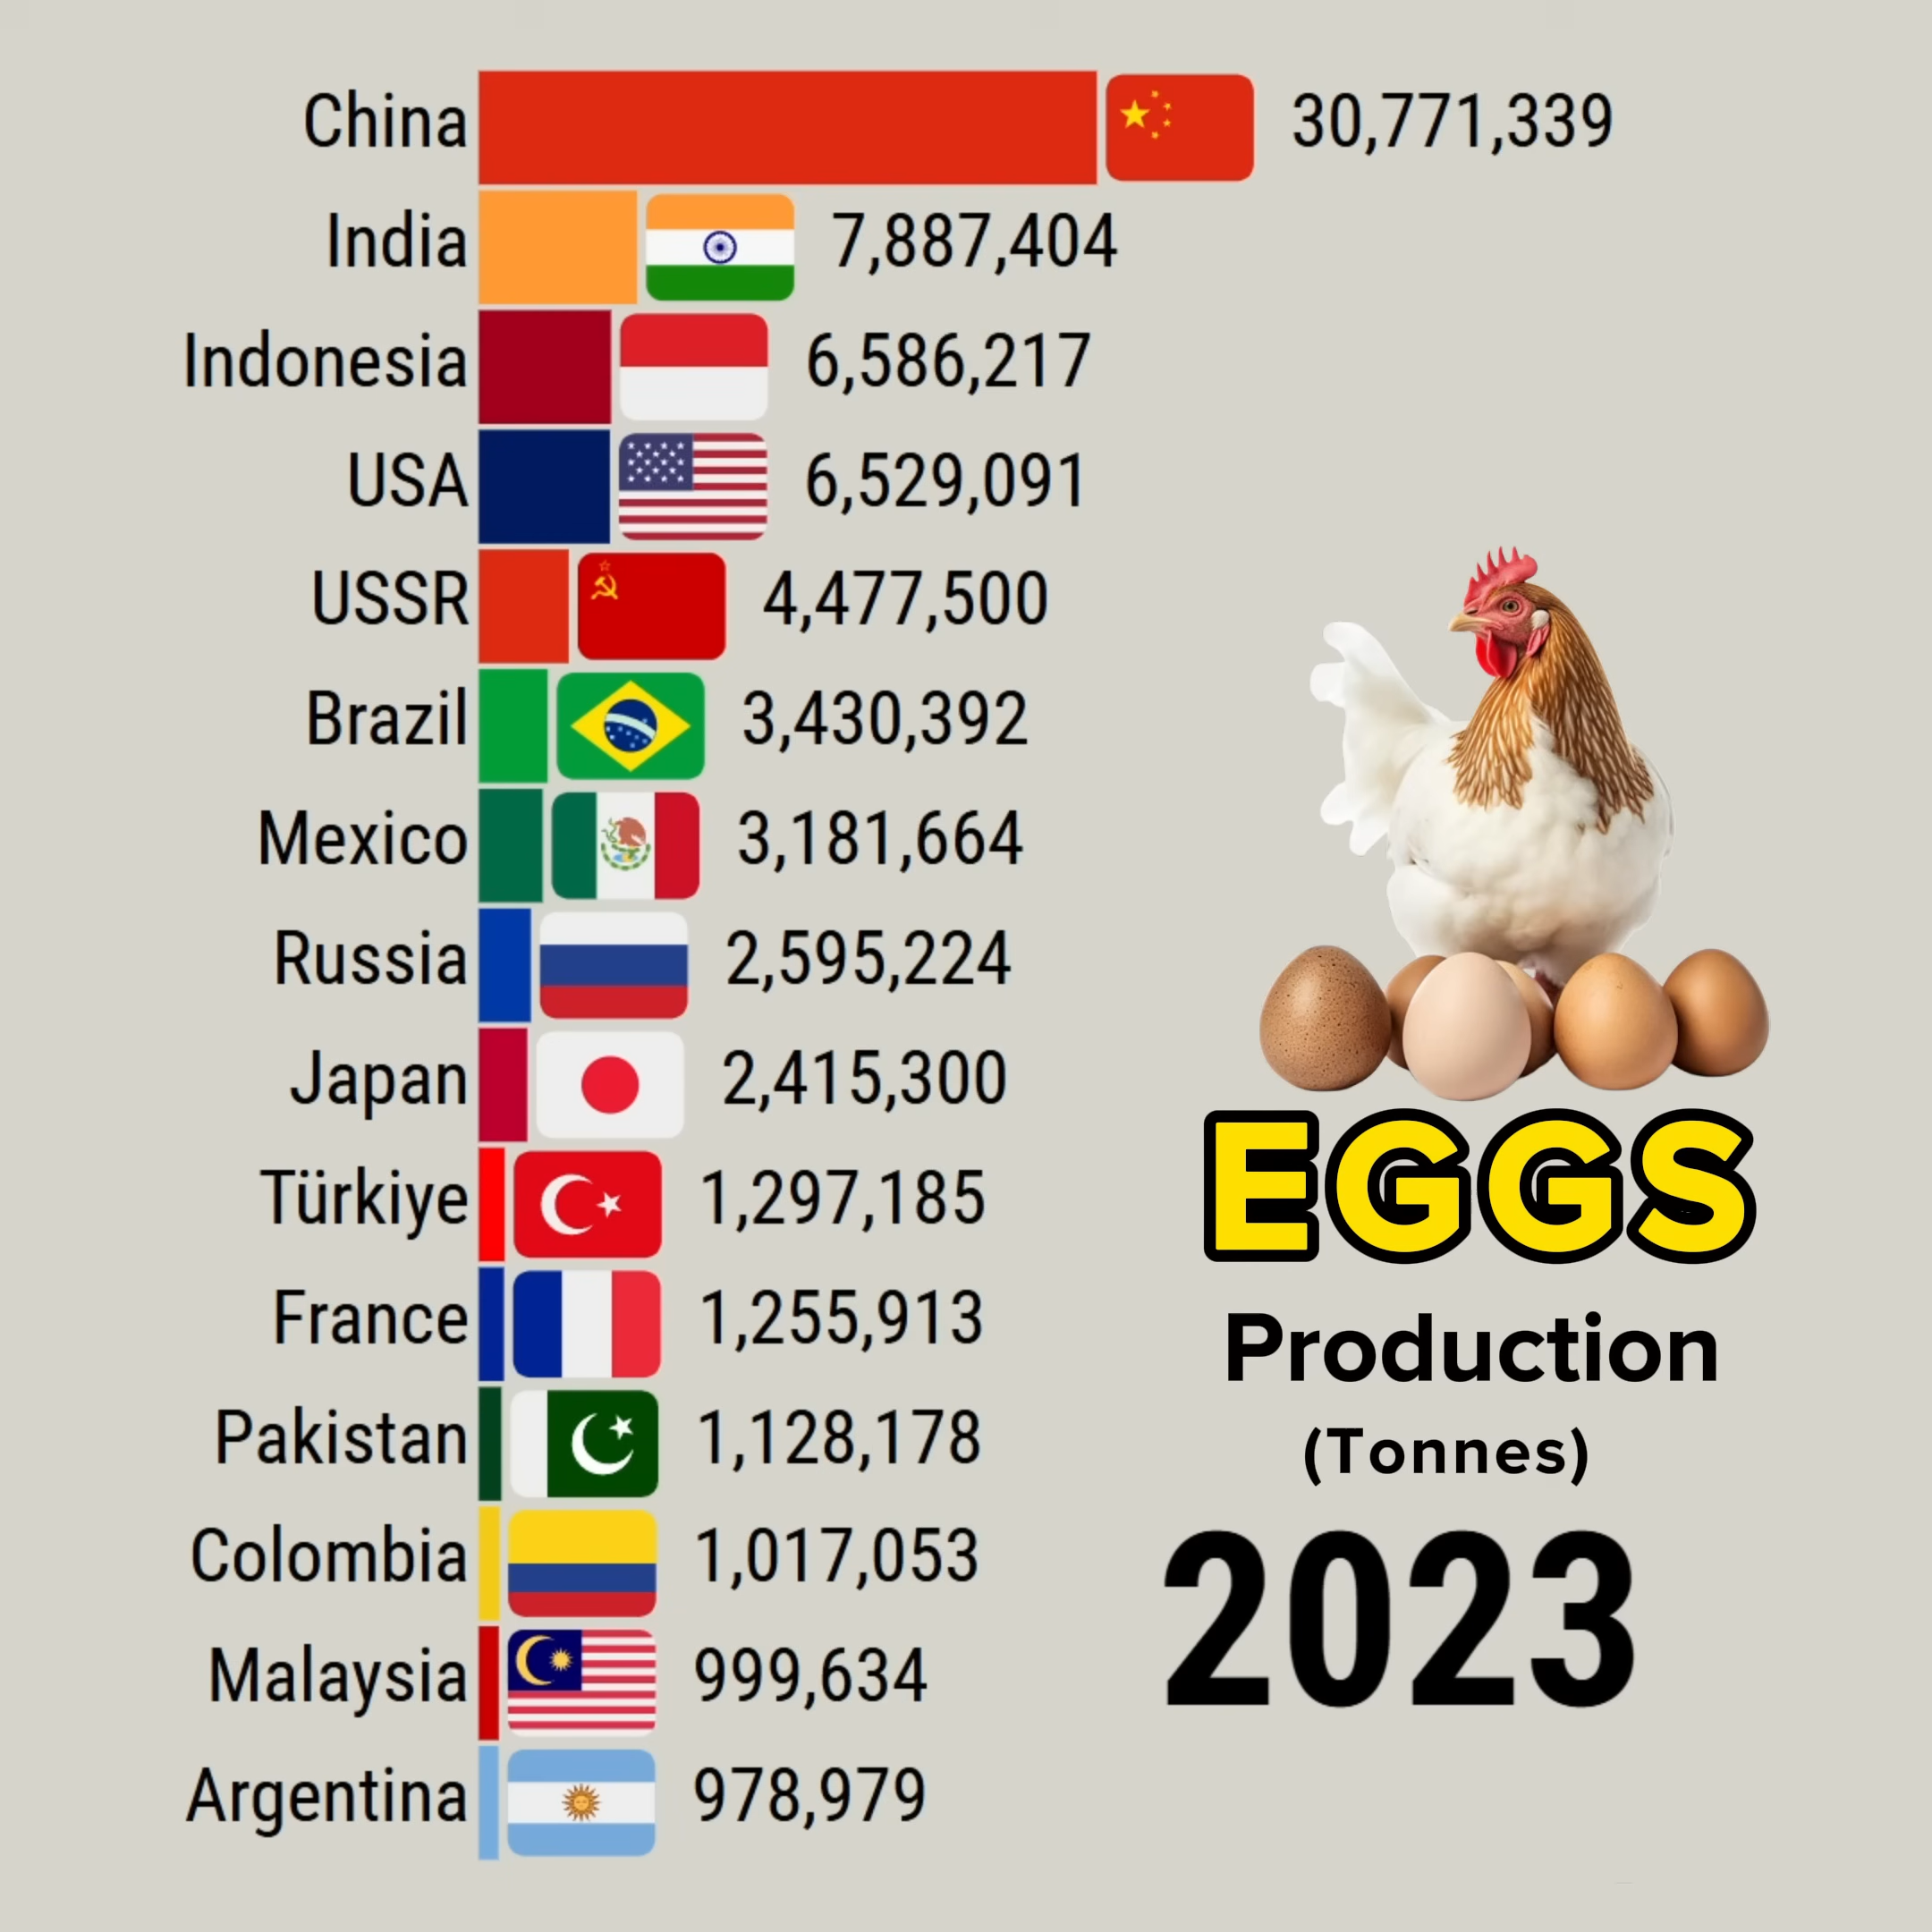 China 30,771,339
India 7,887,404
Indonesia 6,586,217
USA 6,529,091
USSR 4,477,500
Brazil 3,430,392
Mexico 3,181,664
Russia 2,595,224
Japan 2,415,300
Türkiye 1,297,185
France 1,255,913
Pakistan 1,128,178
Colombia 1,017,053
Malaysia 999,634
Argentina 978,979
EGGS
Production
(Tonnes)
2023